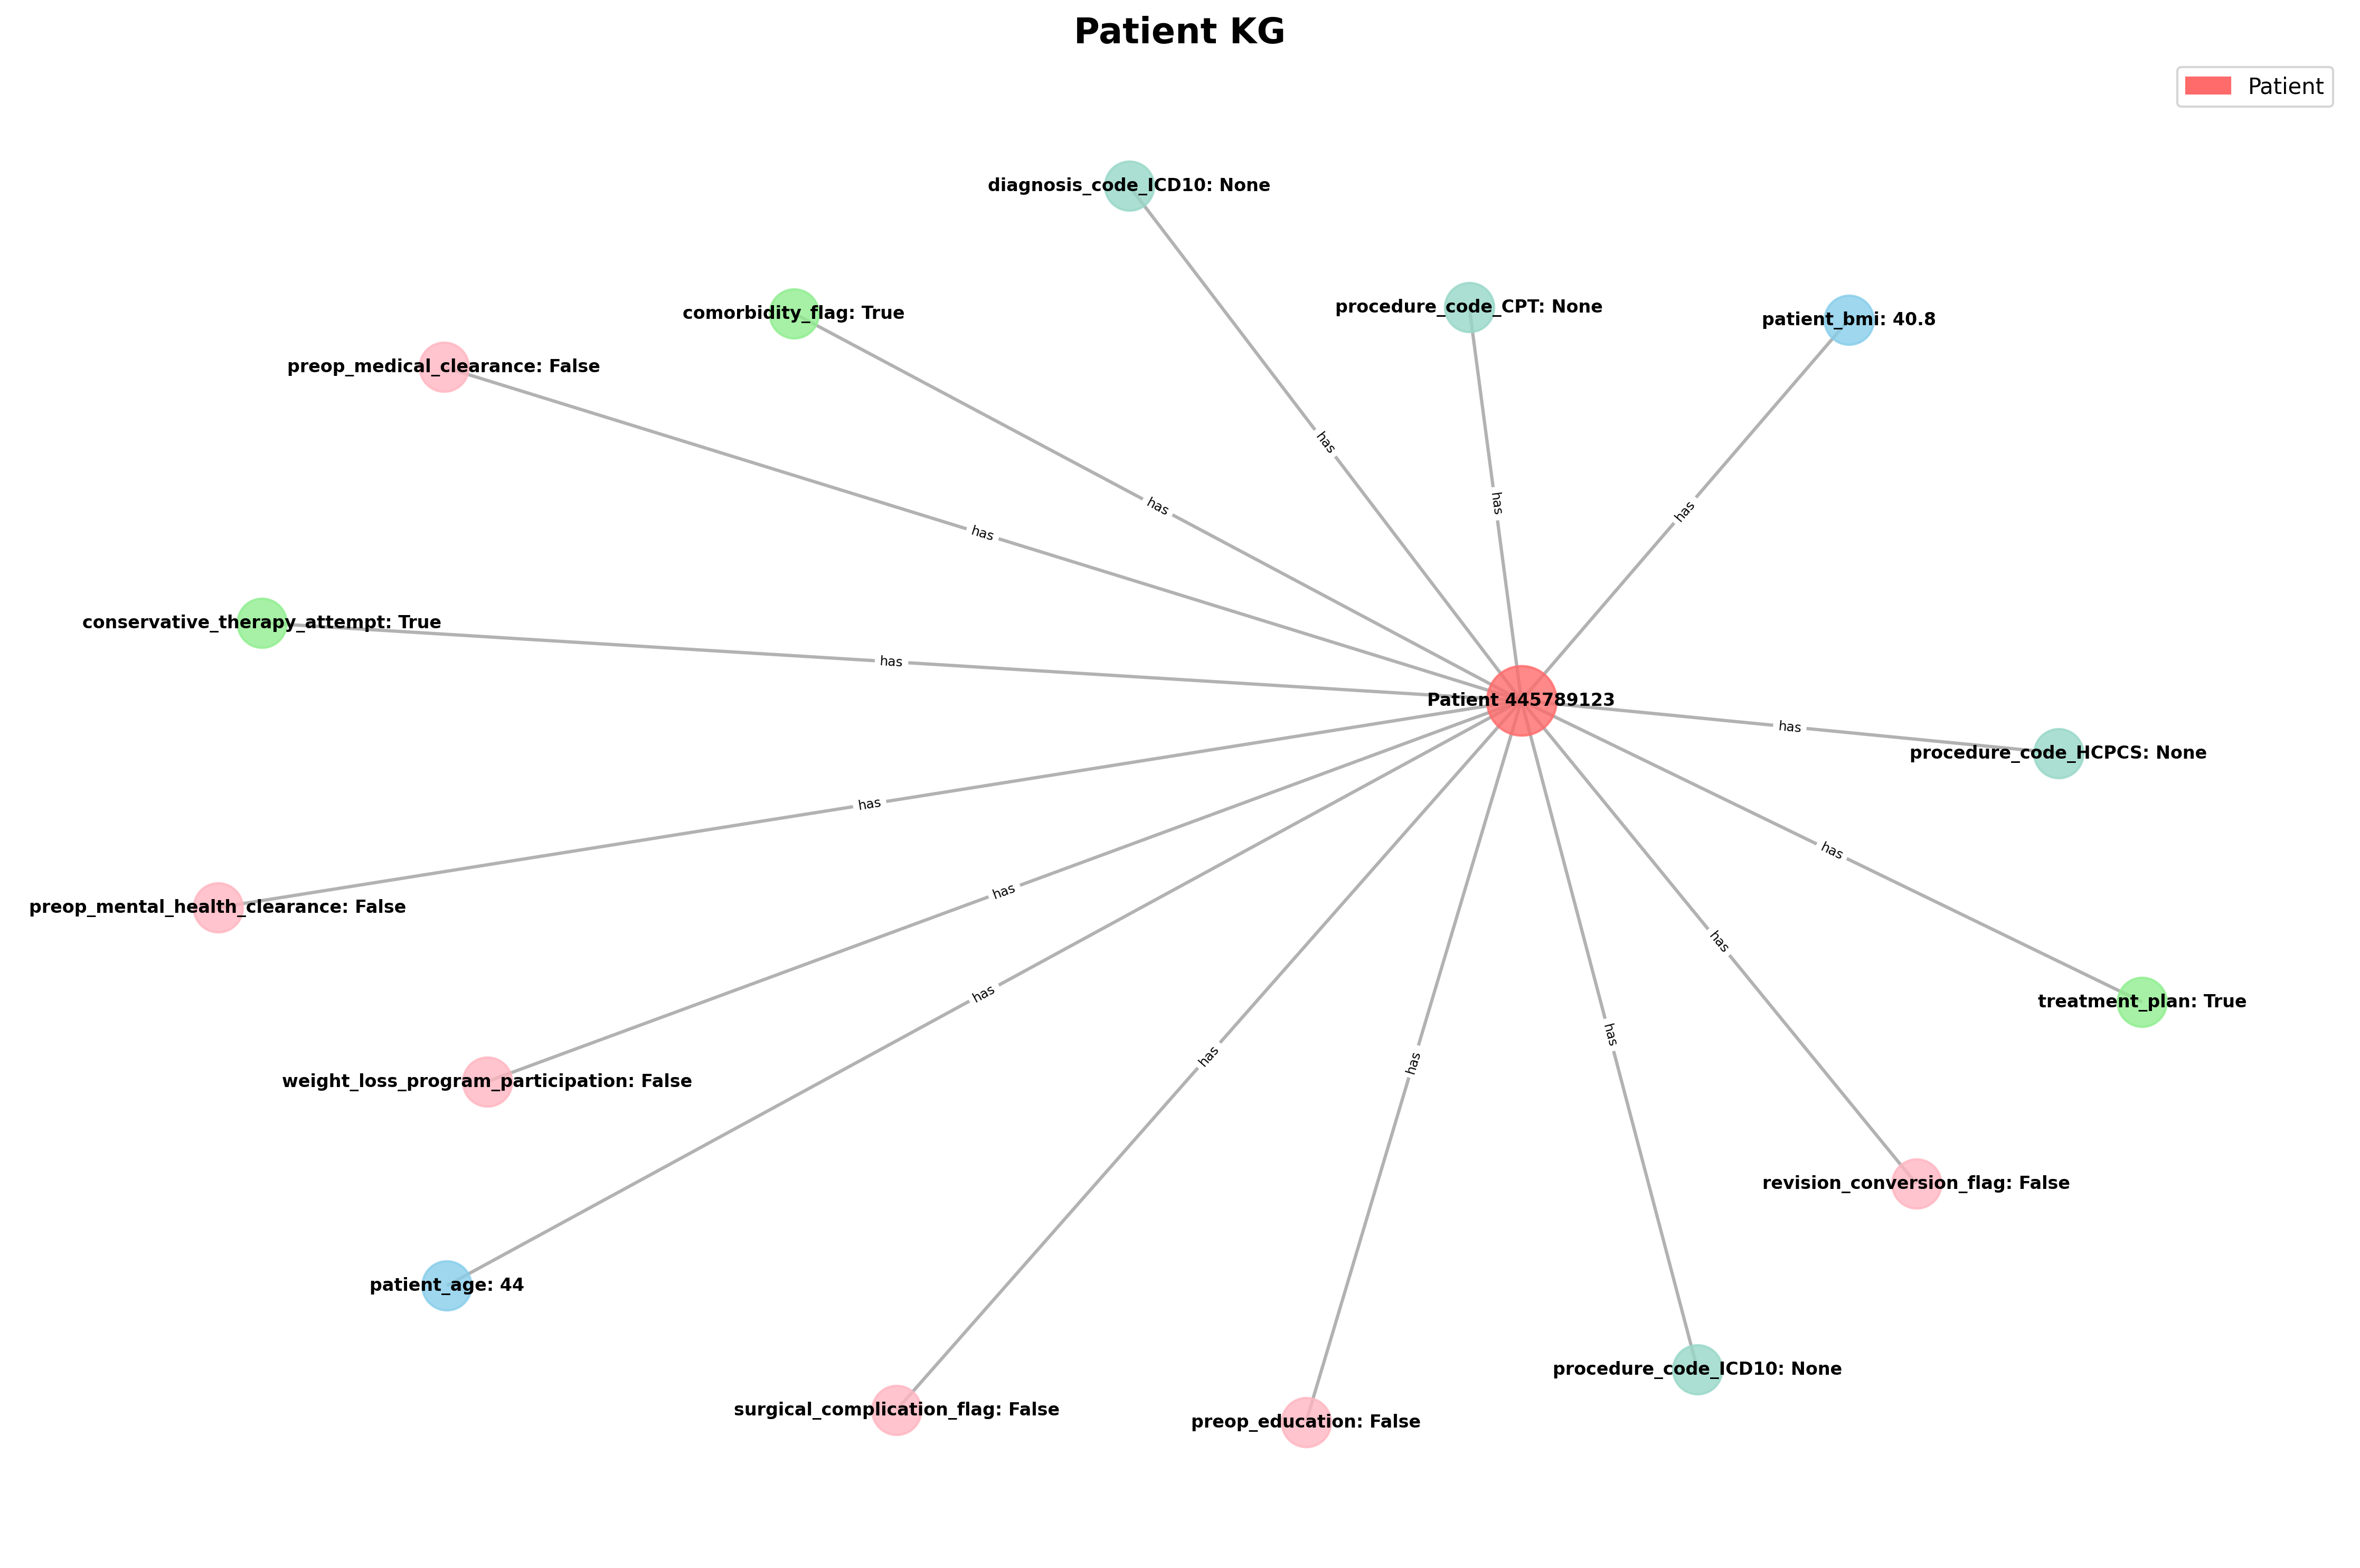 Patient KG
Patient
diagnosis_code_ICD10: None
procedure_code_CPT: None
comorbidity_flag: True
patient_bmi: 40.8
preop_medical_clearance: False
has
has
has
has
has
conservative_therapy_attempt: True
has
Patient 445789123
has
procedure_code_HCPCS: None
has
has
preop_mental_health_clearance: False
has
has
has
treatment_plan: True
has
has
has
weight_loss_program_participation: False
revision_conversion_flag: False
patient_age: 44
procedure_code_ICD10: None
surgical_complication_flag: False
preop_education: False
has